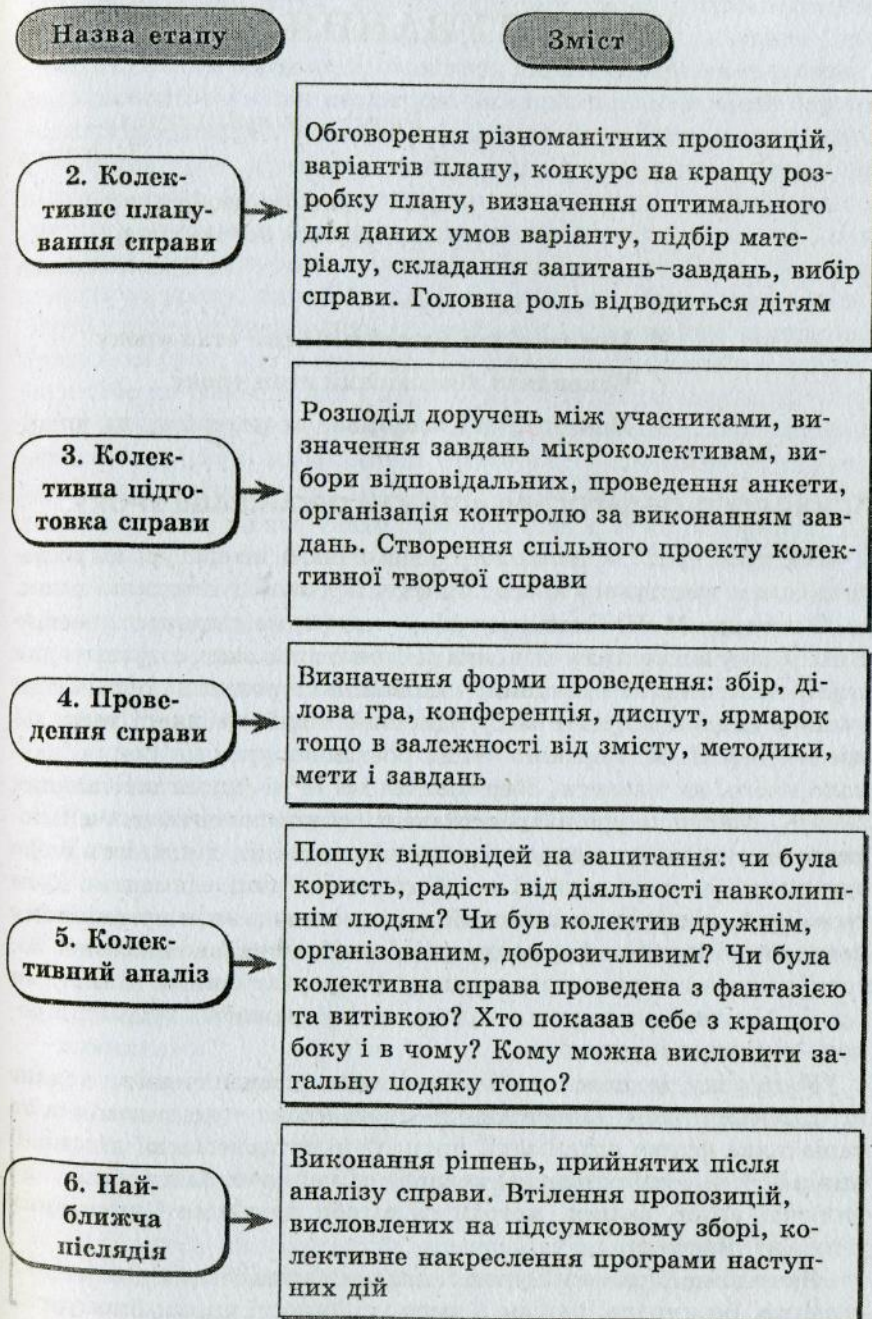 Назва етапу
Зміст
2. Колек-
тивне плану-
вання справи
Обговорення різноманітних пропозицій,
варіантів плану, конкурс на кращу роз-
робку плану, визначення оптимального
для даних умов варіанту, підбір мате-
ріалу, складання запитань–завдань, вибір
справи. Головна роль відводиться дітям
3. Колек-
тивна підго-
товка справи
Розподіл доручень між учасниками, ви-
значення завдань мікроколективам, ви-
бори відповідальних, проведення анкети,
організація контролю за виконанням зав-
дань. Створення спільного проекту колек-
тивної творчої справи
4. Прове-
дення справи
Визначення форми проведення: збір, ді-
лова гра, конференція, диспут, ярмарок
тощо в залежності від змісту, методики,
мети і завдань
5. Колек-
тивний аналіз
Пошук відповідей на запитання: чи була
користь, радість від діяльності навколиш-
нім людям? Чи був колектив дружнім,
організованим, доброзичливим? Чи була
колективна справа проведена з фантазією
та витівкою? Хто показав себе з кращого
боку і в чому? Кому можна висловити за-
гальну подяку тощо?
6. Най-
ближча
післядія
Виконання рішень, прийнятих після
аналізу справи. Втілення пропозицій,
висловлених на підсумковому зборі, ко-
лективне накреслення програми наступ-
них дій